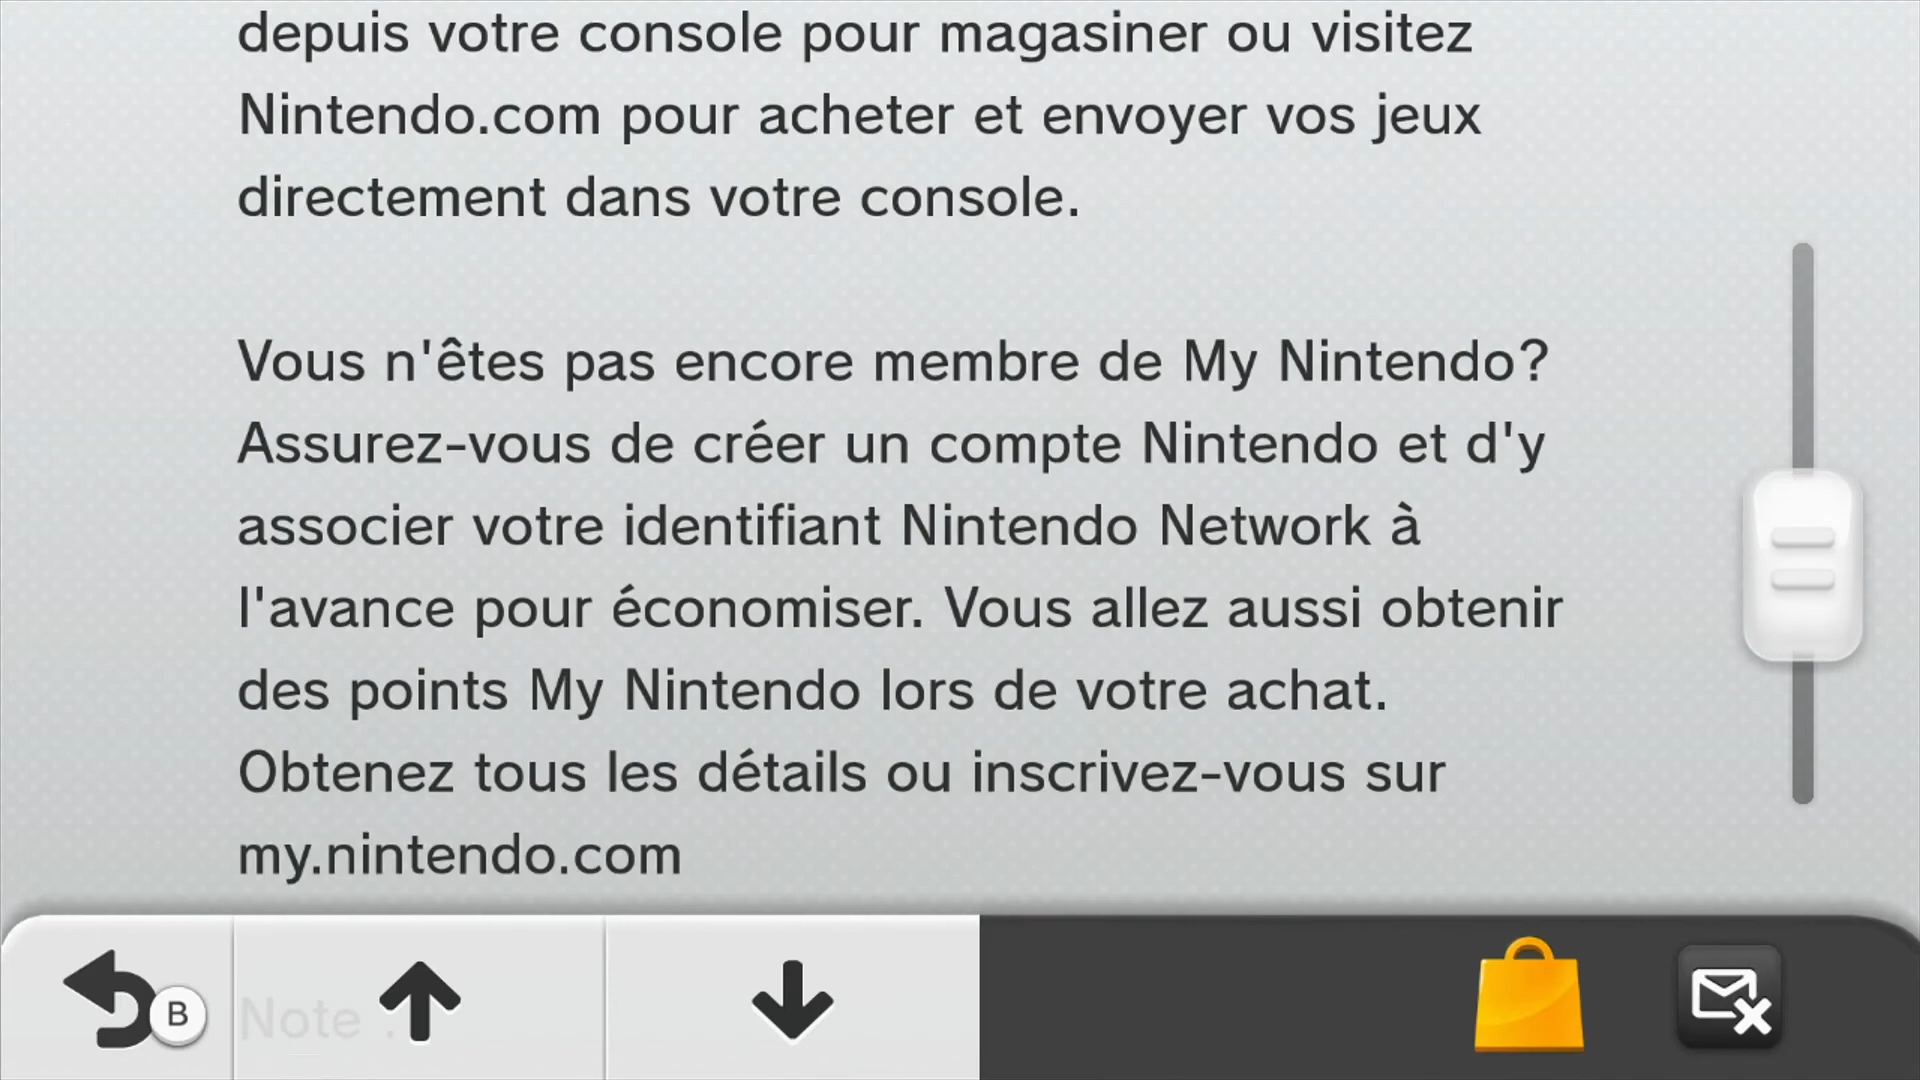 depuis votre console pour magasiner ou visitez
Nintendo.com pour acheter et envoyer vos jeux
directement dans votre console.
Vous n'êtes pas encore membre de My Nintendo?
Assurez-vous de créer un compte Nintendo et d'y
associer votre identifiant Nintendo Network à
l'avance pour économiser. Vous allez aussi obtenir
des points My Nintendo lors de votre achat.
Obtenez tous les détails ou inscrivez-vous sur
my.nintendo.com
B
Note :